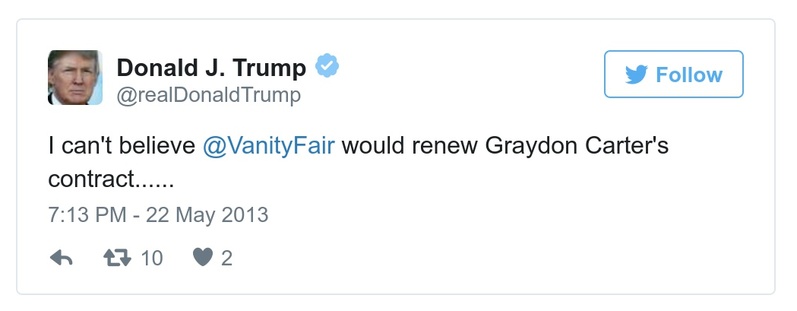 Donald J. Trump
@realDonaldTrump
Follow
I can't believe @VanityFair would renew Graydon Carter's
contract......
7:13 PM - 22 May 2013
10 2